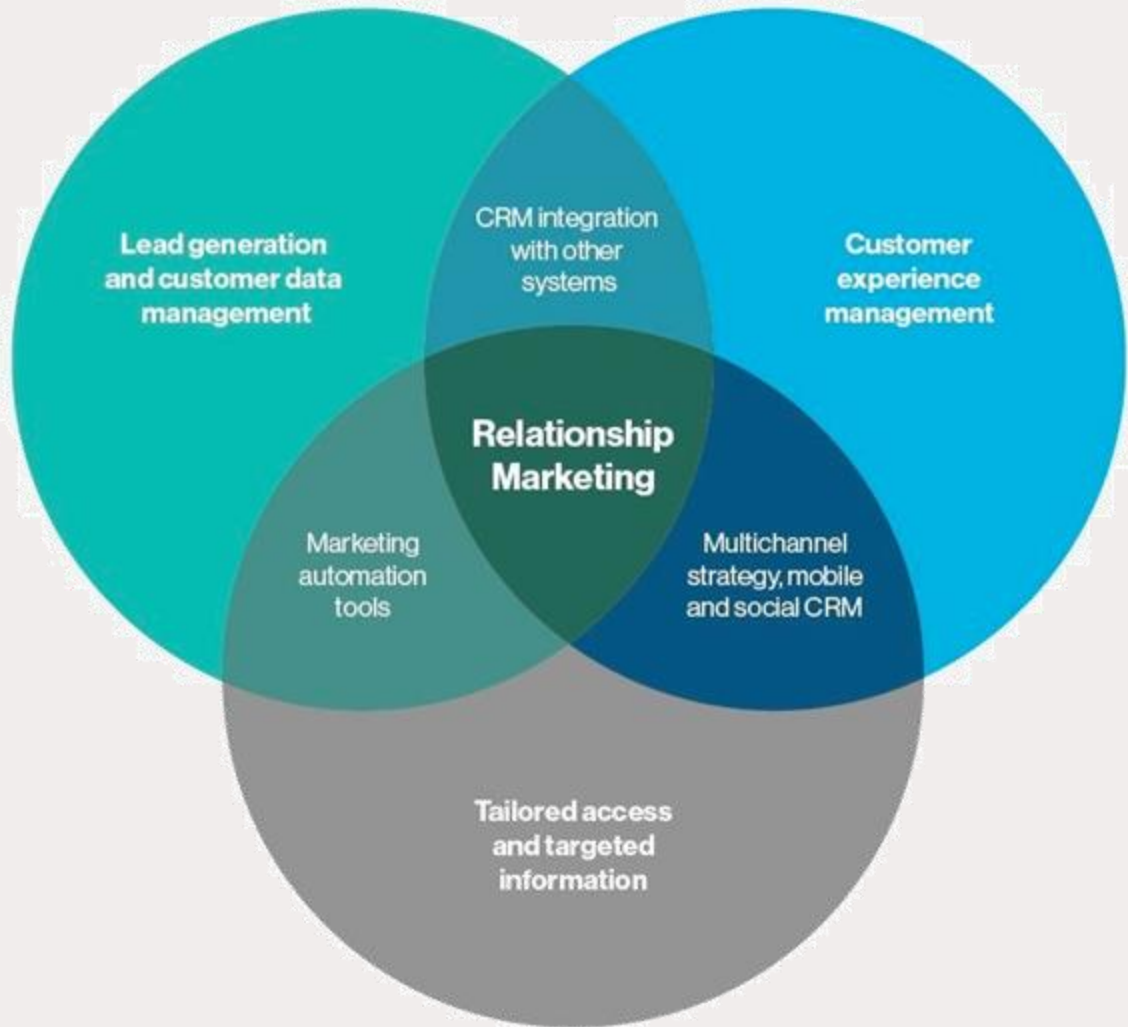 Lead generation
and customer data
management
CRM integration
with other
systems
Customer
experience
management
Relationship
Marketing
Marketing
automation
tools
Multichannel
strategy, mobile
and social CRM
Tailored access
and targeted
information